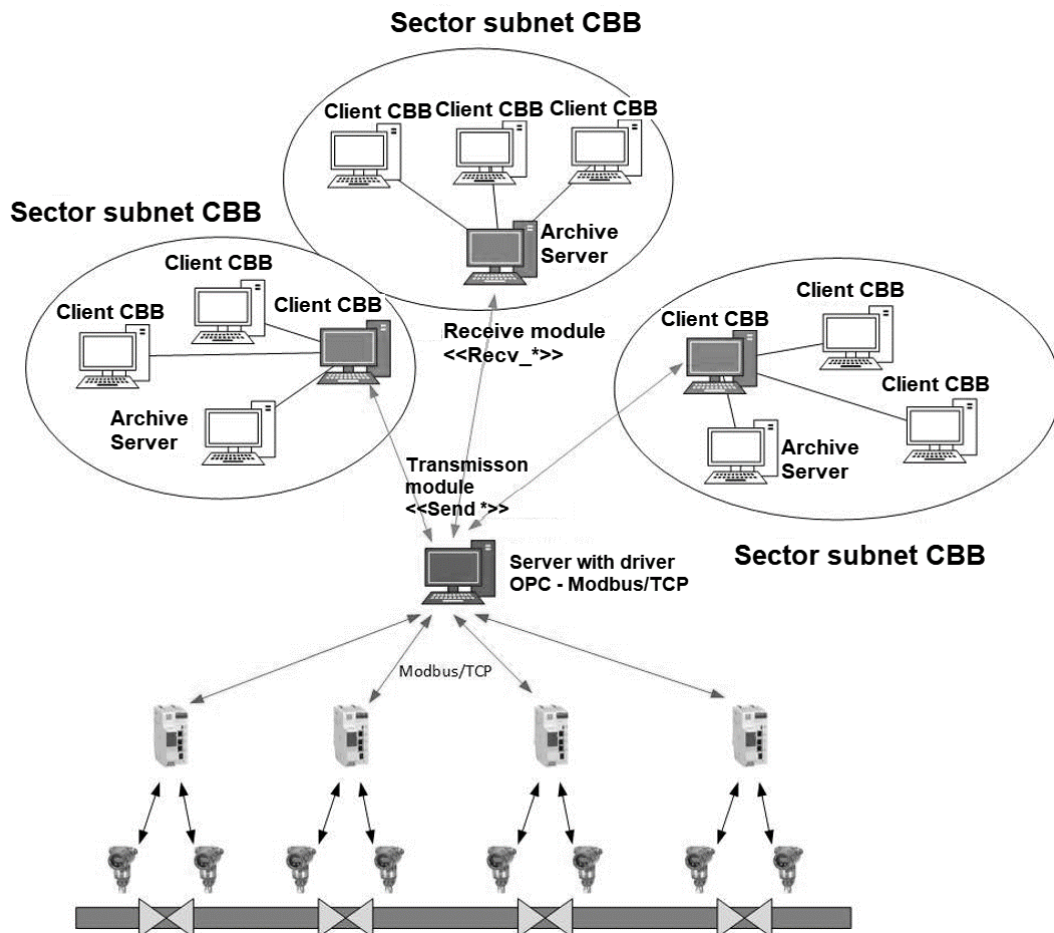 Sector subnet CBB
Client CBB
Client CBB
Client CBB
Archive
Server
Sector subnet CBB
Client CBB
Client CBB
Client CBB
Archive
Server
Receive module
<<Recv_*>>
Client CBB
Client CBB
Client CBB
Archive
Server
Sector subnet CBB
Transmisson
module
<<Send *>>
Server with driver
OPC - Modbus/TCP
Modbus/TCP